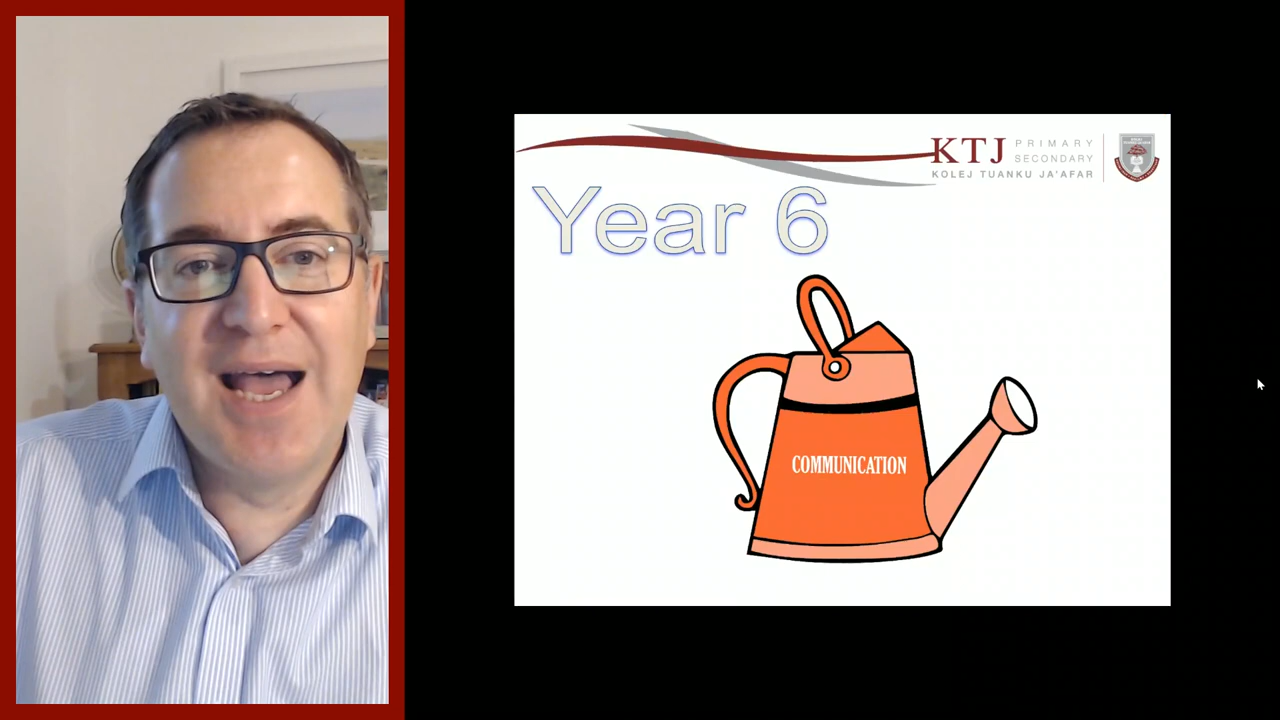 KTJ PRIMARY
SECONDARY
KOLEJ TUANKU JA'AFAR
Year 6
COMMUNICATION